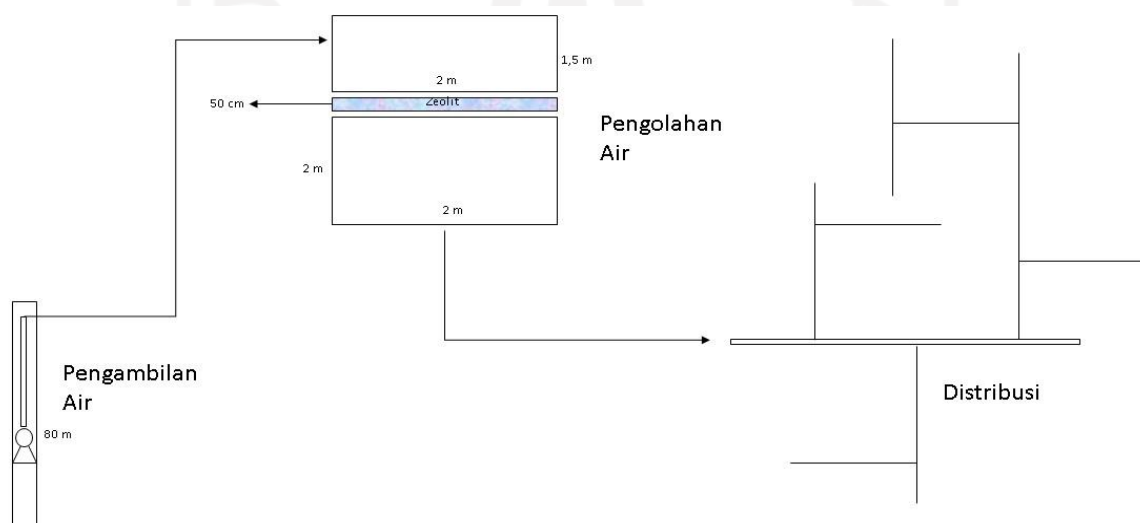 1,5 m
2 m
50 cm
Zeolit
Pengolahan
Air
2 m
2 m
Pengambilan
Air
80 m
Distribusi